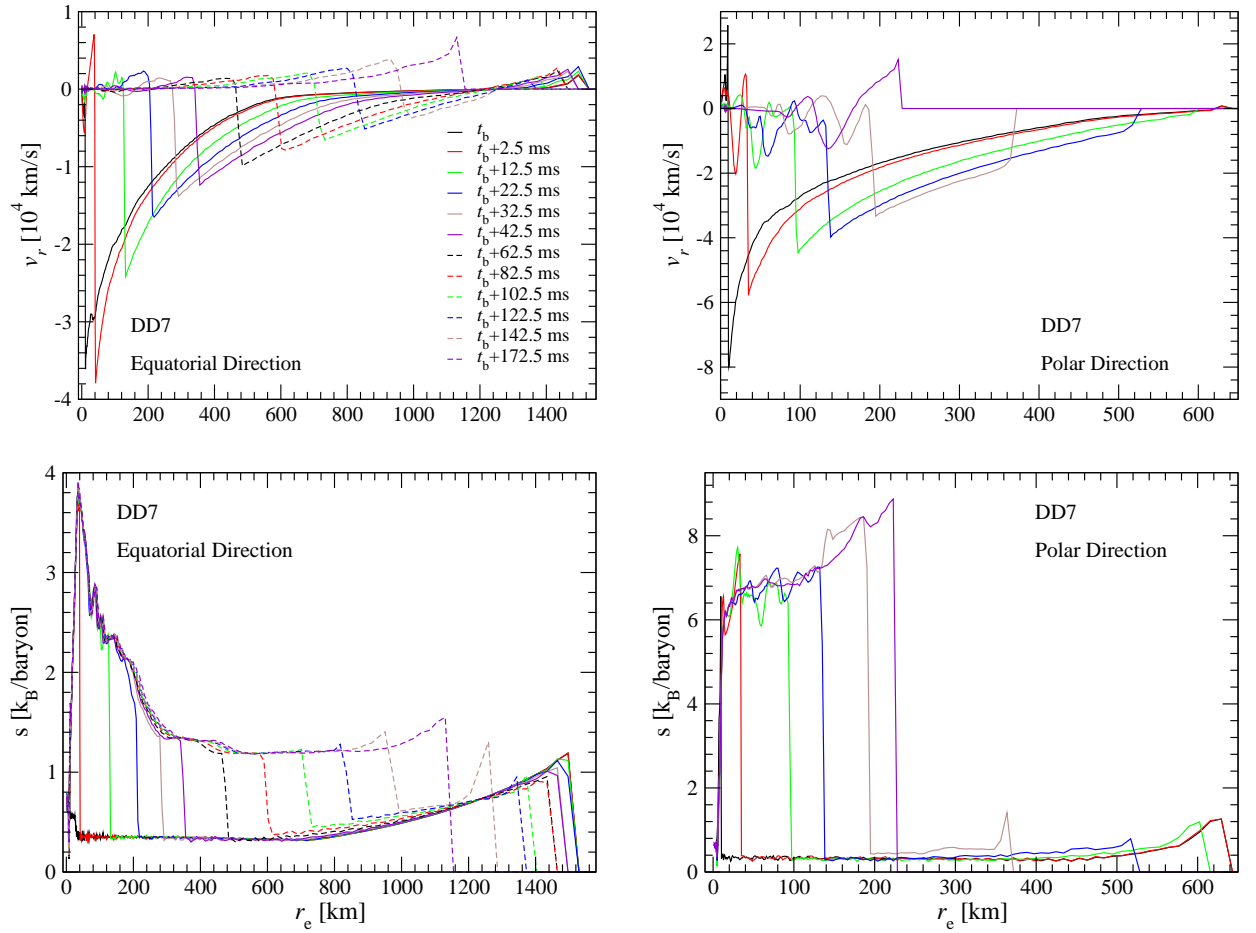 1
0
-1
-2
-3
-4
v_r [10^4 km/s]
0 200 400 600 800 1000 1200 1400
t_b
t_b+2.5 ms
t_b+12.5 ms
t_b+22.5 ms
t_b+32.5 ms
t_b+42.5 ms
t_b+62.5 ms
t_b+82.5 ms
t_b+102.5 ms
t_b+122.5 ms
t_b+142.5 ms
t_b+172.5 ms
DD7
Equatorial Direction
2
0
-2
-4
-6
-8
v_r [10^4 km/s]
0 100 200 300 400 500 600
DD7
Polar Direction
4
3
2
1
0
s [k_B/baryon]
0 200 400 600 800 1000 1200 1400
r_e [km]
DD7
Equatorial Direction
8
6
4
2
0
s [k_B/baryon]
0 100 200 300 400 500 600
r_e [km]
DD7
Polar Direction